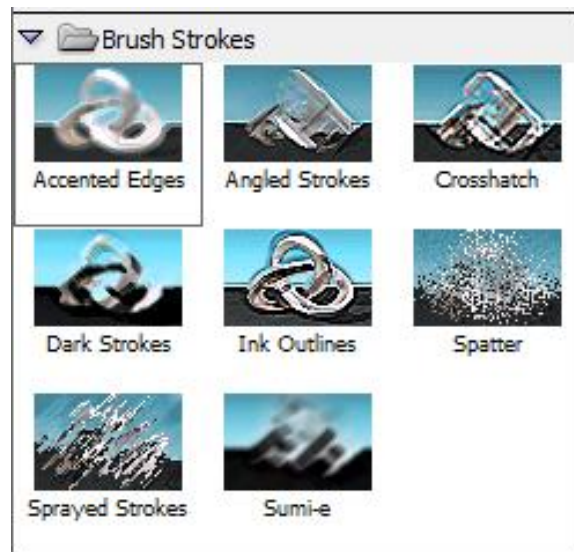 Brush Strokes
Accented Edges
Angled Strokes
Crosshatch
Dark Strokes
Ink Outlines
Spatter
Sprayed Strokes
Sumi-e